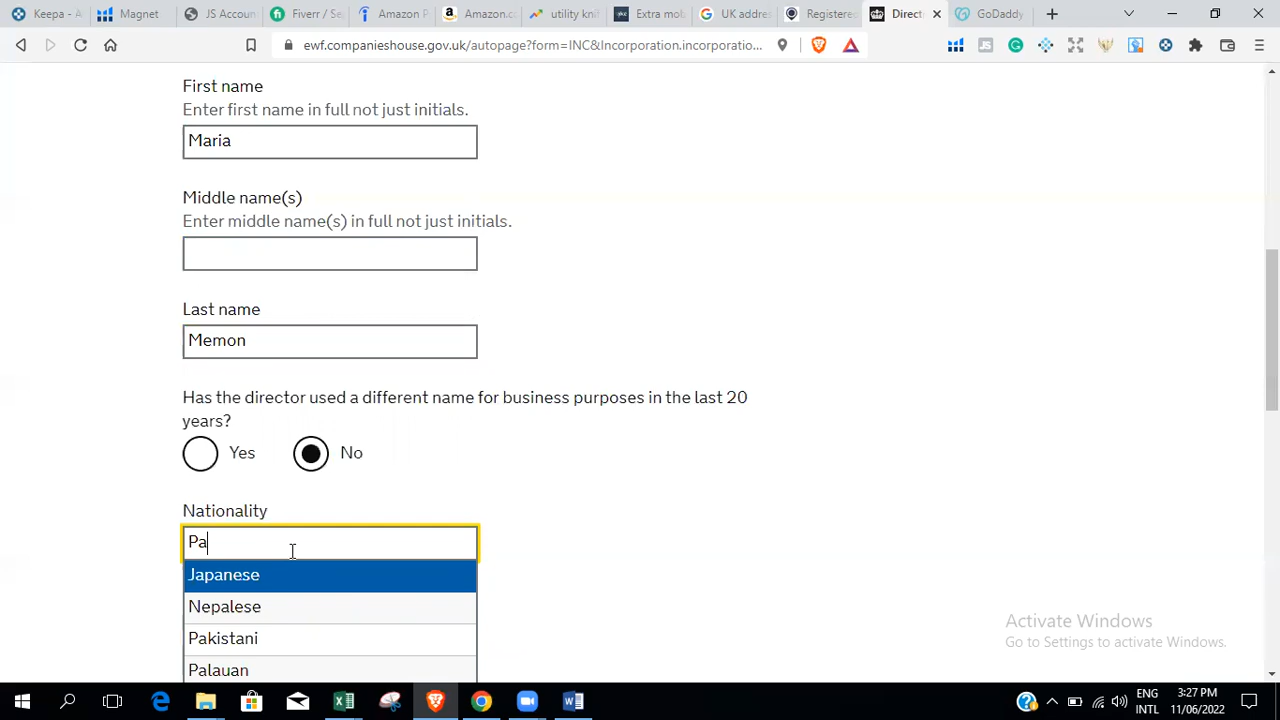 Keepa - A
Magnet
JS Accoun
Fiverr / Se
Amazon P
Amazon.c
utility kni
Extra mol
UK addre
Registere
Direct
GoDaddy
ewf.companieshouse.gov.uk/autopage?form=INC&Incorporation.incorporatio...
First name
Enter first name in full not just initials.
Maria
Middle name(s)
Enter middle name(s) in full not just initials.
Last name
Memon
Has the director used a different name for business purposes in the last 20
years?
Yes No
Nationality
Pa
Japanese
Nepalese
Pakistani
Palauan
Activate Windows
Go to Settings to activate Windows.
ENG
INTL
3:27 PM
11/06/2022